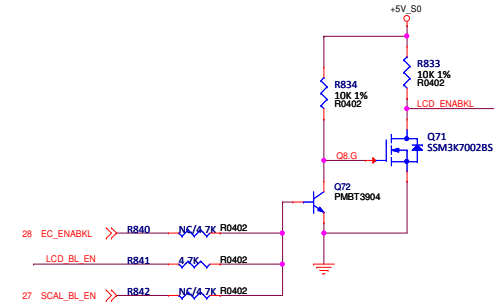 +5V_S0
R833
10K 1%
R0402
R834
10K 1%
R0402
LCD_ENABKL
Q71
SSM3K7002BS
Q8.G
Q72
PMBT3904
28 EC_ENABKL R840 NC/4.7K R0402
LCD_BL_EN R841 4.7K R0402
27 SCAL_BL_EN R842 NC/4.7K R0402